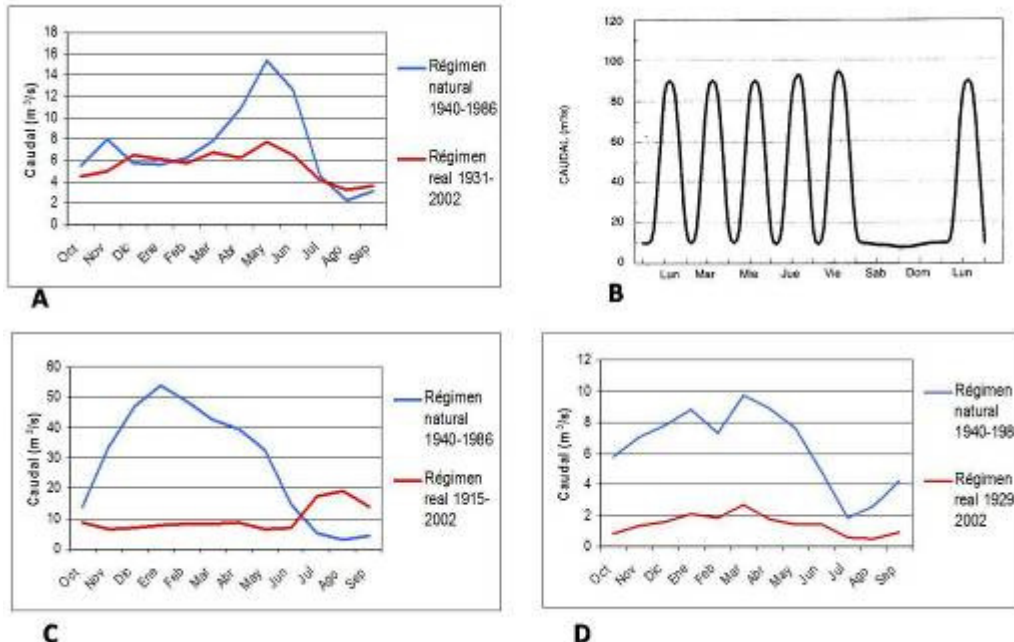 18
16
14
12
10
8
6
4
2
0
Caudal (m³/s)
Oct Nov Dic Ene Feb Mar Abr May Jun Jul Ago Sep
Régimen
natural
1940-1986
Régimen
real 1931-
2002
A
120
100
80
60
40
20
0
CAUDAL (m³/s)
Lun Mar Mie Jue Vie Sab Dom Lun
B
60
50
40
30
20
10
0
Caudal (m³/s)
Oct Nov Dic Ene Feb Mar Abr May Jun Jul Ago Sep
Régimen
natural
1940-1986
Régimen
real 1915-
2002
C
12
10
8
6
4
2
0
Caudal (m³/s)
Oct Nov Dic Ene Feb Mar Abr May Jun Jul Ago Sep
Régimen
natural
1940-198
Régimen
real 1929
2002
D